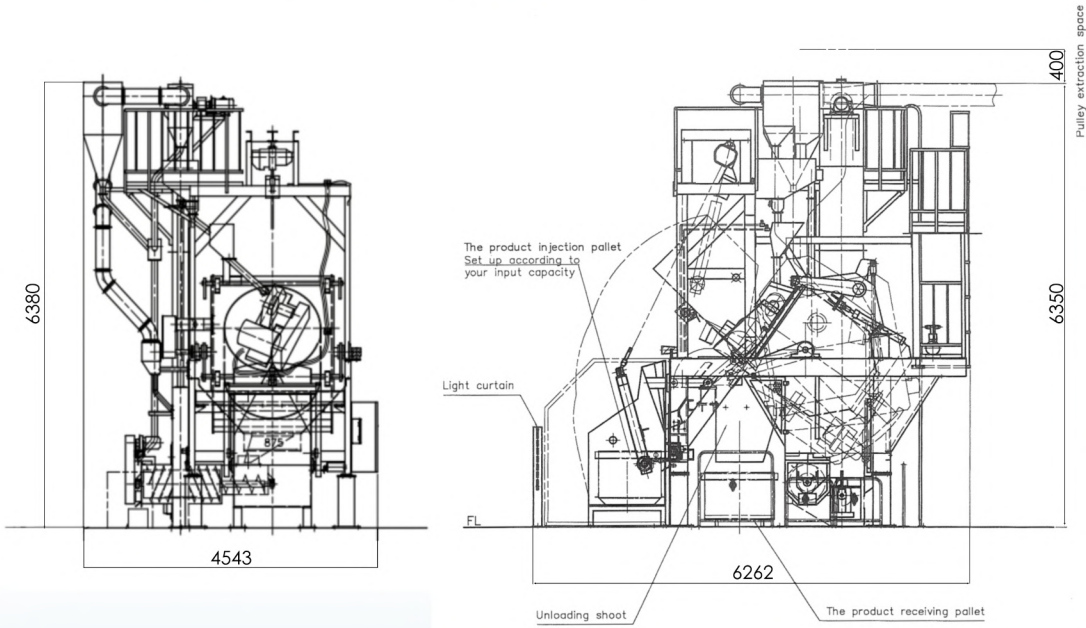 400
Pulley extraction space
The product injection pallet
Set up according to
your input capacity
6380
6350
Light curtain
875
FL
4543
6262
Unloading shoot
The product receiving pallet